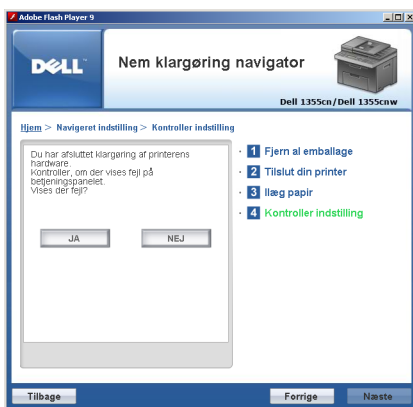 Adobe Flash Player 9
DELL™
Nem klargøring navigator
Dell 1355cn/Dell 1355cnw
Hjem > Navigeret indstilling > Kontroller indstilling
Du har afsluttet klargøring af printerens
hardware.
Kontroller, om der vises fejl på
betjeningspanelet.
Vises der fejl?
JA
NEJ
· 1 Fjern al emballage
· 2 Tilslut din printer
· 3 Ilæg papir
· 4 Kontroller indstilling
Tilbage
Forrige
Næste